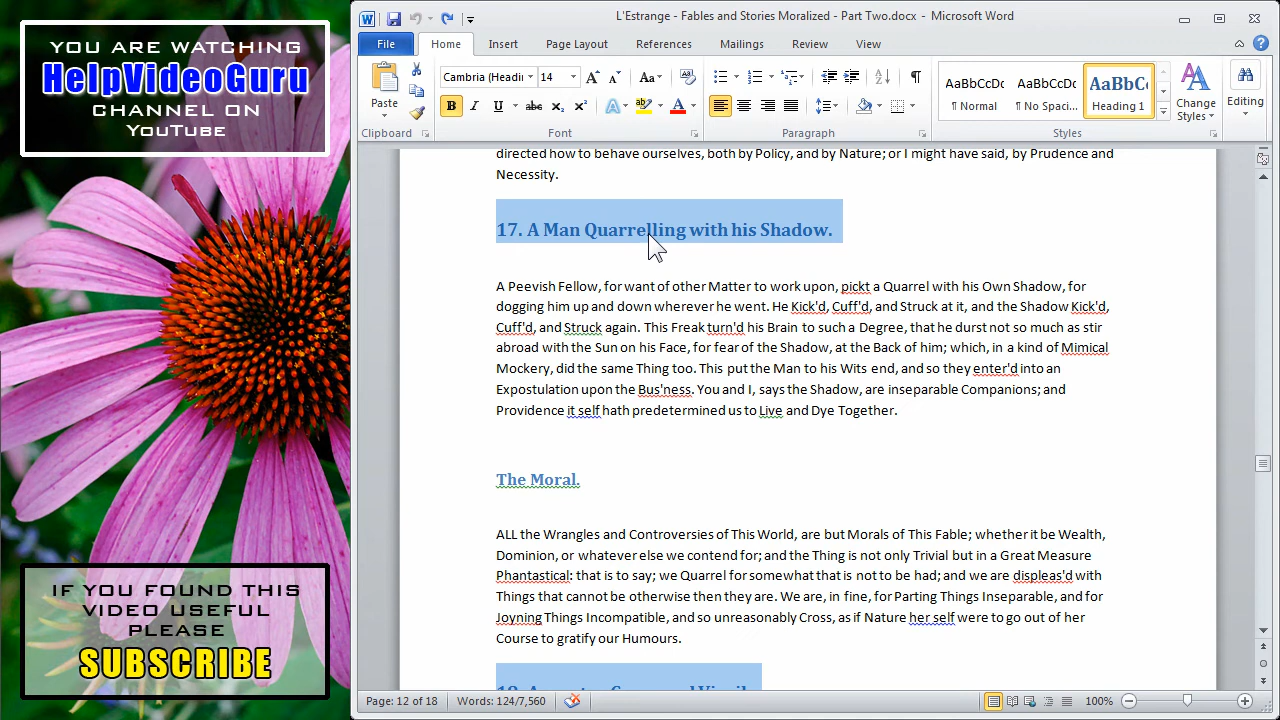 YOU ARE WATCHING
HelpVideoGuru
CHANNEL ON
YouTube
IF YOU FOUND THIS
VIDEO USEFUL
PLEASE
SUBSCRIBE
L'Estrange - Fables and Stories Moralized - Part Two.docx - Microsoft Word
File Home Insert Page Layout References Mailings Review View
Paste
Clipboard
Cambria (Headi 14
Font
Paragraph
AaBbCcDc AaBbCcDc AaBbC
¶ Normal ¶ No Spaci... Heading 1
Change Styles
Styles
Editing
directed how to behave ourselves, both by Policy, and by Nature; or I might have said, by Prudence and
Necessity.
17. A Man Quarrelling with his Shadow.
A Peevish Fellow, for want of other Matter to work upon, pickt a Quarrel with his Own Shadow, for
dogging him up and down wherever he went. He Kick'd, Cuff'd, and Struck at it, and the Shadow Kick'd,
Cuff'd, and Struck again. This Freak turn'd his Brain to such a Degree, that he durst not so much as stir
abroad with the Sun on his Face, for fear of the Shadow, at the Back of him; which, in a kind of Mimical
Mockery, did the same Thing too. This put the Man to his Wits end, and so they enter'd into an
Expostulation upon the Bus'ness. You and I, says the Shadow, are inseparable Companions; and
Providence it self hath predetermined us to Live and Dye Together.
The Moral.
ALL the Wrangles and Controversies of This World, are but Morals of This Fable; whether it be Wealth,
Dominion, or whatever else we contend for; and the Thing is not only Trivial but in a Great Measure
Phantastical: that is to say; we Quarrel for somewhat that is not to be had; and we are displeas'd with
Things that cannot be otherwise then they are. We are, in fine, for Parting Things Inseparable, and for
Joyning Things Incompatible, and so unreasonably Cross, as if Nature her self were to go out of her
Course to gratify our Humours.
Page: 12 of 18 Words: 124/7,560 100%